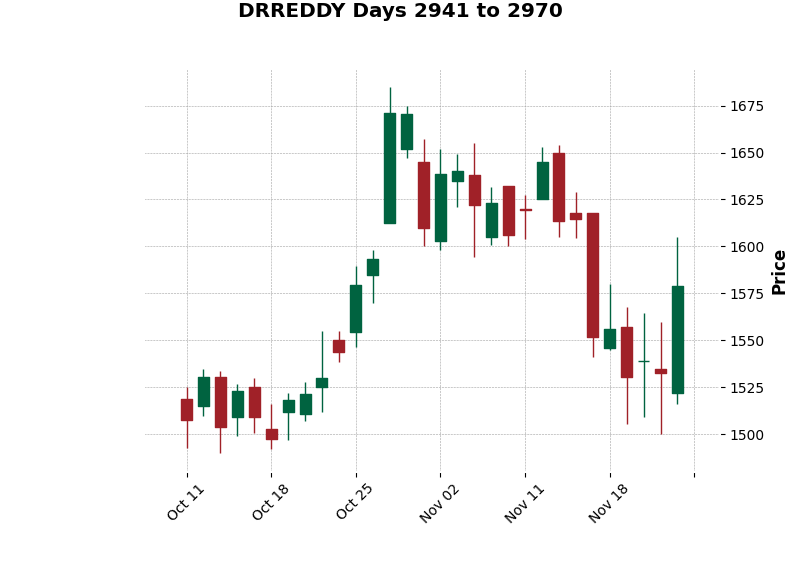 DRREDDY Days 2941 to 2970
1675
1650
1625
1600
1575
1550
1525
1500
Price
Oct 11
Oct 18
Oct 25
Nov 02
Nov 11
Nov 18